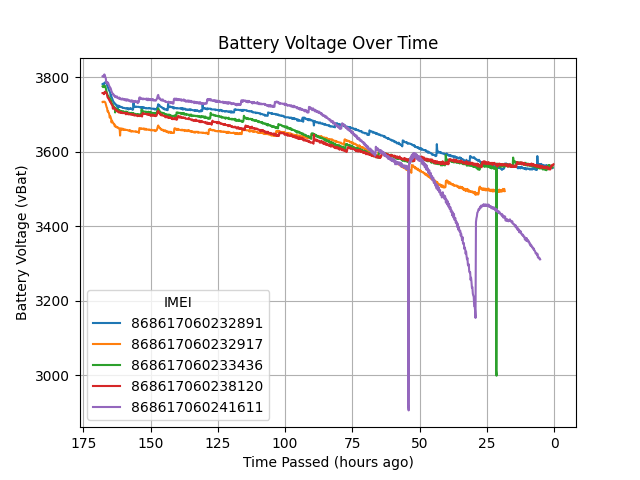 Battery Voltage Over Time
Battery Voltage (vBat)
3800
3600
3400
3200
3000
IMEI
868617060232891
868617060232917
868617060233436
868617060238120
868617060241611
175 150 125 100 75 50 25 0
Time Passed (hours ago)